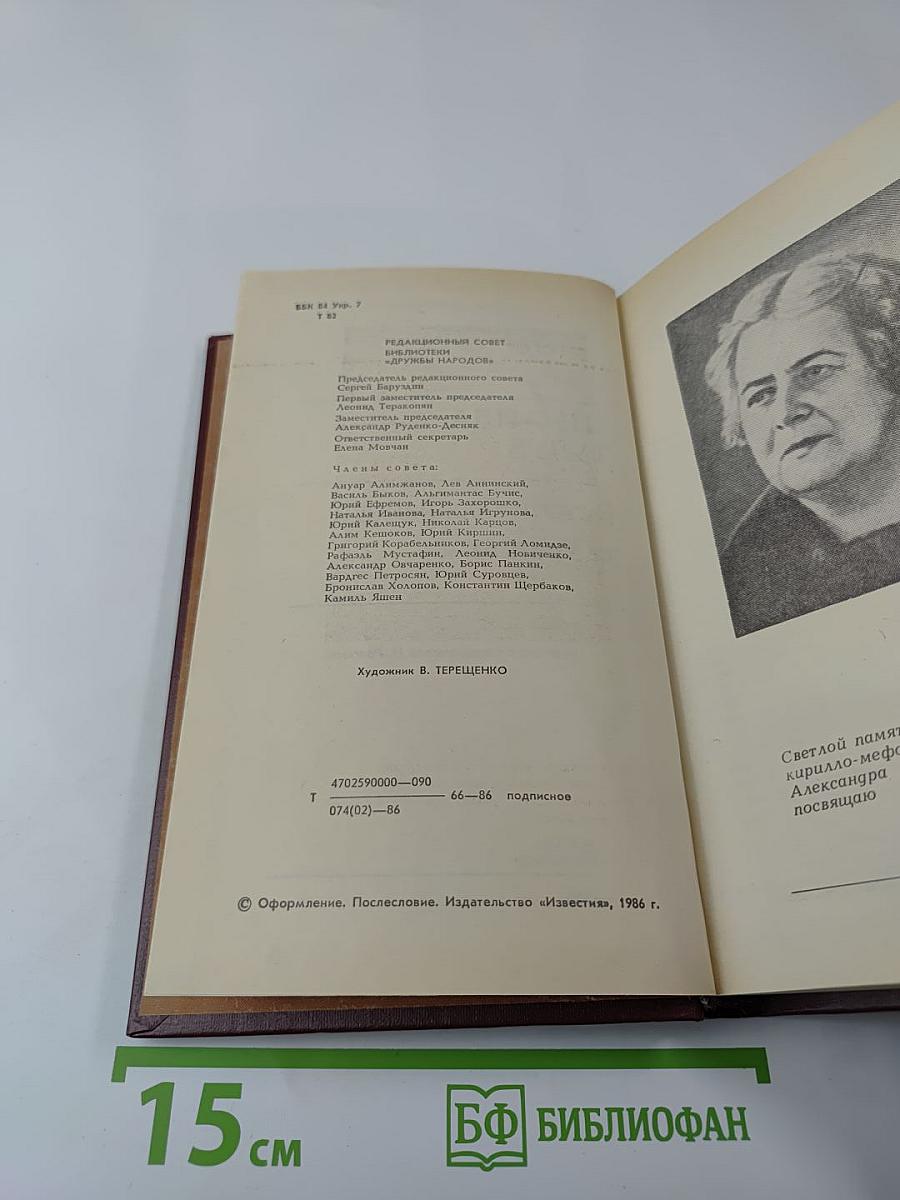 ББК 84 Укр. 7
Т 52
РЕДАКЦИОННЫЙ СОВЕТ
БИБЛИОТЕКИ
«ДРУЖБЫ НАРОДОВ»
Председатель редакционного совета
Сергей Баруздин
Первый заместитель председателя
Леонид Теракопян
Заместитель председателя
Александр Руденко-Десняк
Ответственный секретарь
Елена Мовчан
Члены совета:
Ануар Алимжанов, Лев Аннинский,
Василь Быков, Альгимантас Бучис,
Юрий Ефремов, Игорь Захорошко,
Наталья Иванова, Наталья Игрунова,
Юрий Калещук, Николай Карцов,
Алим Кешоков, Юрий Киршин,
Григорий Корабельников, Георгий Ломидзе,
Рафаэль Мустафин, Леонид Новиченко,
Александр Овчаренко, Борис Панкин,
Вардгес Петросян, Юрий Суровцев,
Бронислав Холопов, Константин Щербаков,
Камиль Яшен
Художник В. ТЕРЕЩЕНКО
4702590000—090
Т 66—86 подписное
074(02)—86
© Оформление. Послесловие. Издательство «Известия», 1986 г.
Светлой
Александра
посвящаю
15 см
БФ БИБЛИОФАН